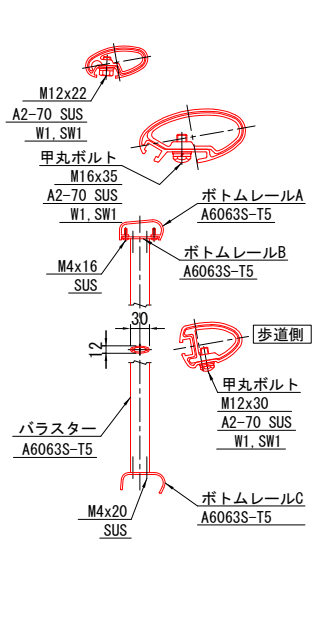 M12x22
A2-70 SUS
W1,SW1
甲丸ボルト
M16x35
A2-70 SUS
W1,SW1
ボトムレールA
A6063S-T5
ボトムレールB
A6063S-T5
M4x16
SUS
30
12
歩道側
甲丸ボルト
M12x30
A2-70 SUS
W1,SW1
バラスター
A6063S-T5
ボトムレールC
A6063S-T5
M4x20
SUS